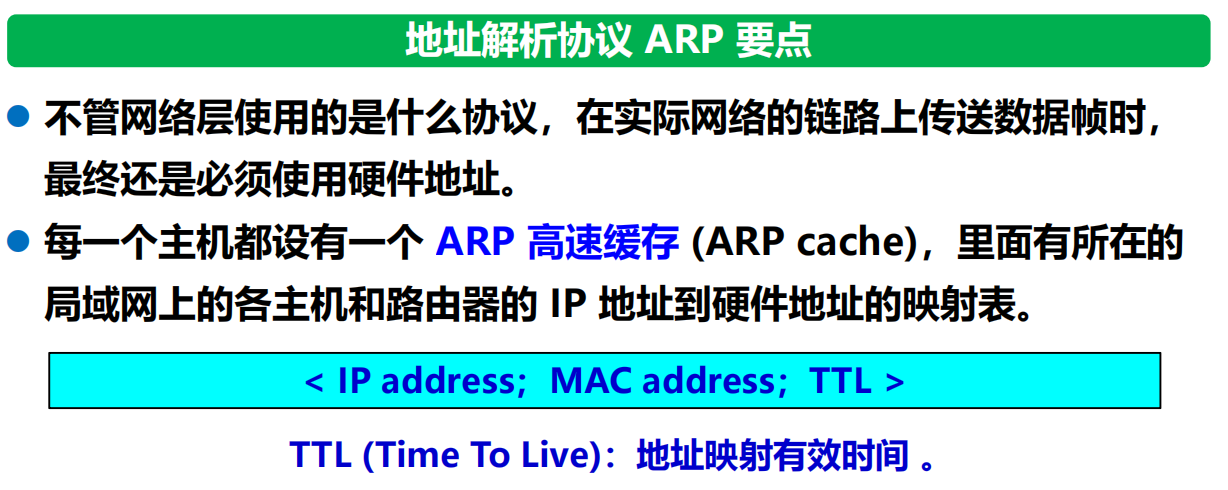 地址解析协议 ARP 要点
● 不管网络层使用的是什么协议，在实际网络的链路上传送数据帧时，
最终还是必须使用硬件地址。
● 每一个主机都设有一个 ARP 高速缓存 (ARP cache)，里面有所在的
局域网上的各主机和路由器的 IP 地址到硬件地址的映射表。
< IP address；MAC address；TTL >
TTL (Time To Live)：地址映射有效时间 。